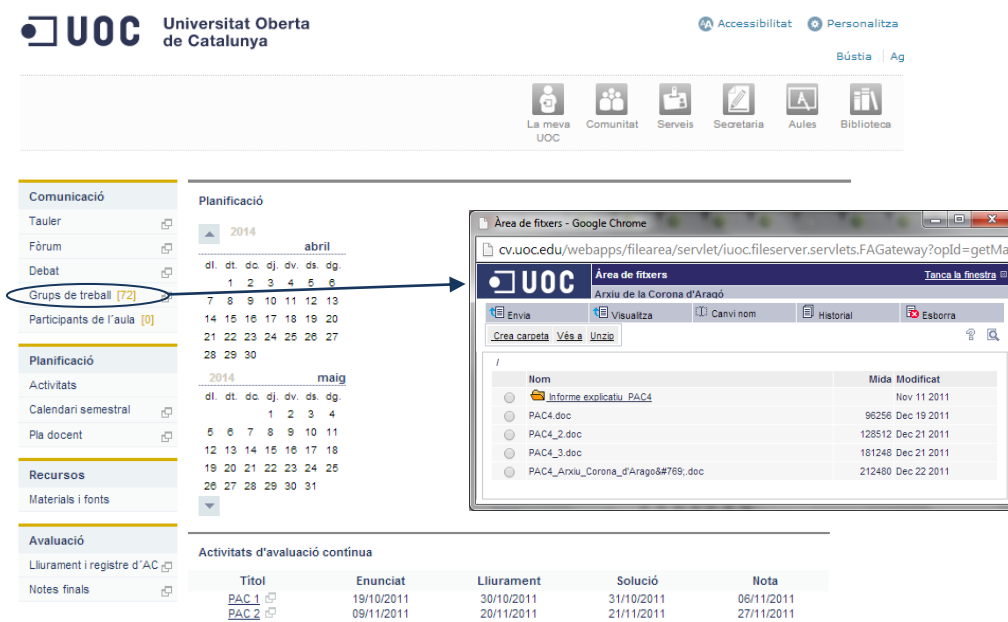 UOC Universitat Oberta
de Catalunya
Accessibilitat Personalitza
Bústia Ag
La meva
UOC
Comunitat
Serveis
Secretaria
Aules
Biblioteca
Comunicació
Tauler
Fòrum
Debat
Grups de treball [72]
Participants de l´aula [0]
Planificació
Activitats
Calendari semestral
Pla docent
Recursos
Materials i fonts
Avaluació
Lliurament i registre d´AC
Notes finals
Planificació
2014
abril
dl. dt. dc. dj. dv. ds. dg.
1 2 3 4 5 6
7 8 9 10 11 12 13
14 15 16 17 18 19 20
21 22 23 24 25 26 27
28 29 30
2014 maig
dl. dt. dc. dj. dv. ds. dg.
1 2 3 4
5 6 7 8 9 10 11
12 13 14 15 16 17 18
19 20 21 22 23 24 25
26 27 28 29 30 31
Àrea de fitxers - Google Chrome
cv.uoc.edu/webapps/filearea/servlet/iuoc.fileserver.servlets.FAGateway?opId=getMa
UOC
Àrea de fitxers Tanca la finestra
Arxiu de la Corona d'Aragó
Envia Visualitza Canvi nom Historial Esborra
Crea carpeta Vés a Unzip
/
Nom Mida Modificat
Informe explicatiu PAC4 Nov 11 2011
PAC4.doc 96256 Dec 19 2011
PAC4_2.doc 128512 Dec 21 2011
PAC4_3.doc 181248 Dec 21 2011
PAC4_Arxiu_Corona_d'Arago&#769;.doc 212480 Dec 22 2011
Activitats d'avaluació contínua
Títol Enunciat Lliurament Solució Nota
PAC 1 19/10/2011 30/10/2011 31/10/2011 06/11/2011
PAC 2 09/11/2011 20/11/2011 21/11/2011 27/11/2011